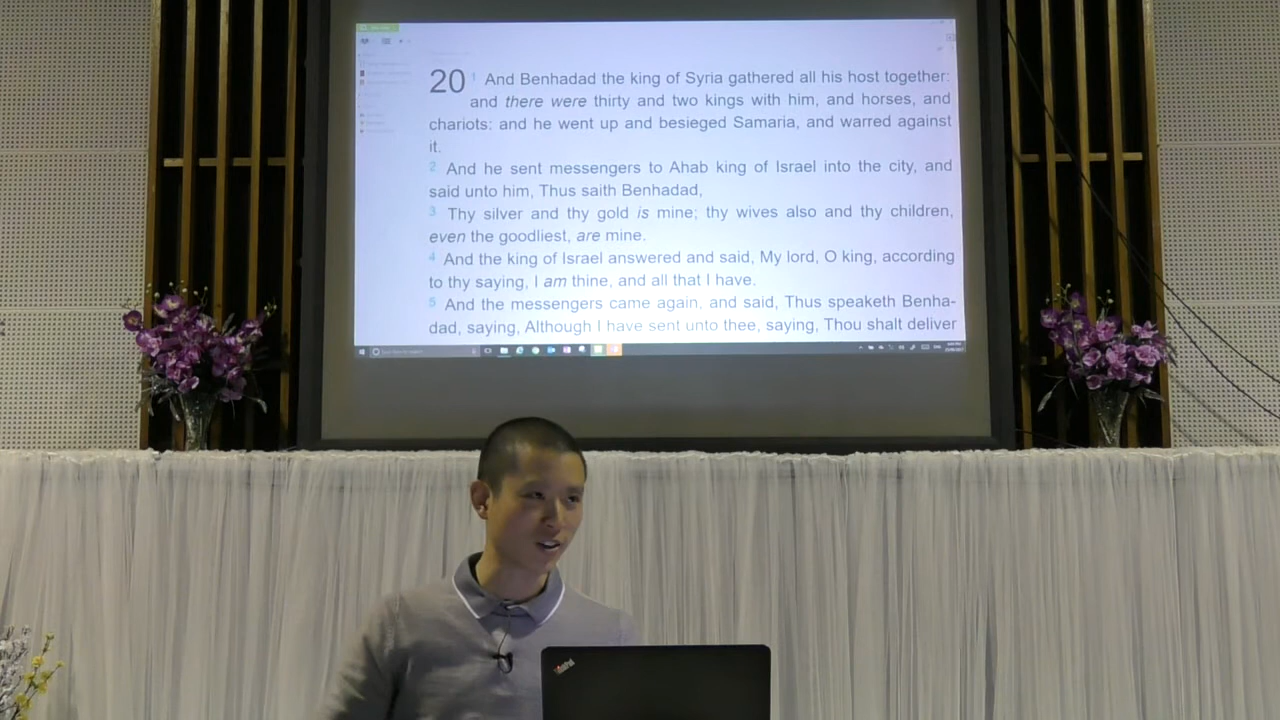 20 1 And Benhadad the king of Syria gathered all his host together:
and there were thirty and two kings with him, and horses, and
chariots: and he went up and besieged Samaria, and warred against
it.
2 And he sent messengers to Ahab king of Israel into the city, and
said unto him, Thus saith Benhadad,
3 Thy silver and thy gold is mine; thy wives also and thy children,
even the goodliest, are mine.
4 And the king of Israel answered and said, My lord, O king, according
to thy saying, I am thine, and all that I have.
5 And the messengers came again, and said, Thus speaketh Benha-
dad, saying, Although I have sent unto thee, saying, Thou shalt deliver